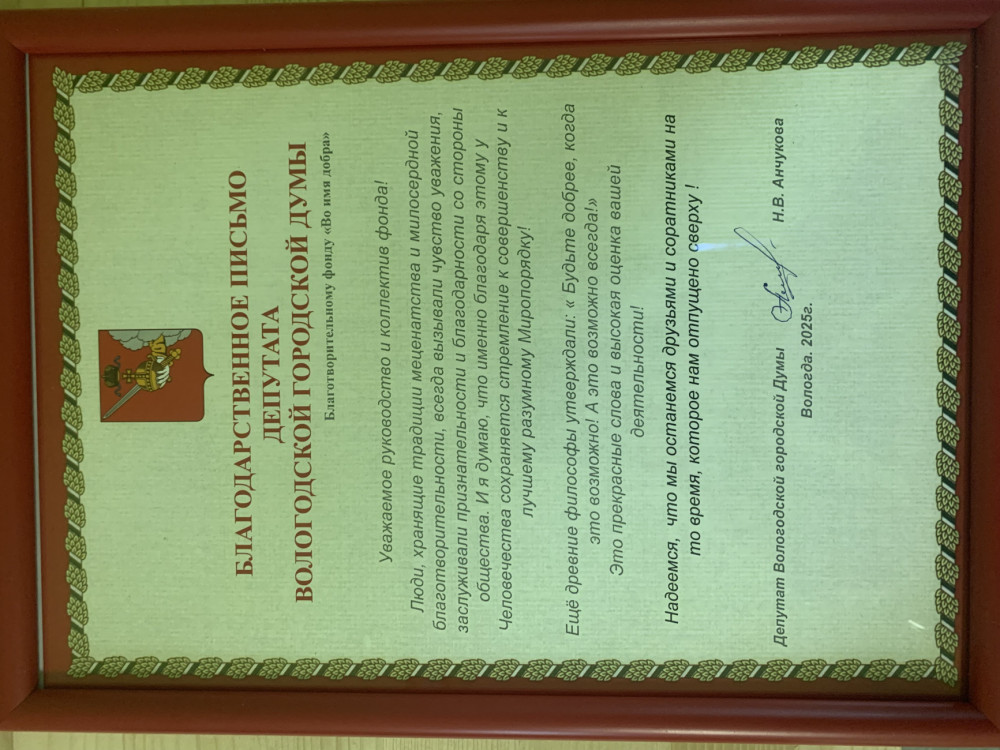 БЛАГОДАРСТВЕННОЕ ПИСЬМО
ДЕПУТАТА
ВОЛОГОДСКОЙ ГОРОДСКОЙ ДУМЫ
Благотворительному фонду «Во имя добра»
Уважаемое руководство и коллектив фонда!
Люди, хранящие традиции меценатства и милосердной
благотворительности, всегда вызывали чувство уважения,
заслуживали признательности и благодарности со стороны
общества. И я думаю, что именно благодаря этому у
Человечества сохраняется стремление к совершенству и к
лучшему разумному Миропорядку!
Ещё древние философы утверждали: « Будьте добрее, когда
это возможно! А это возможно всегда!»
Это прекрасные слова и высокая оценка вашей
деятельности!
Надеемся, что мы останемся друзьями и соратниками на
то время, которое нам отпущено сверху !
Депутат Вологодской городской Думы Н.В. Анчукова
Вологда. 2025г.